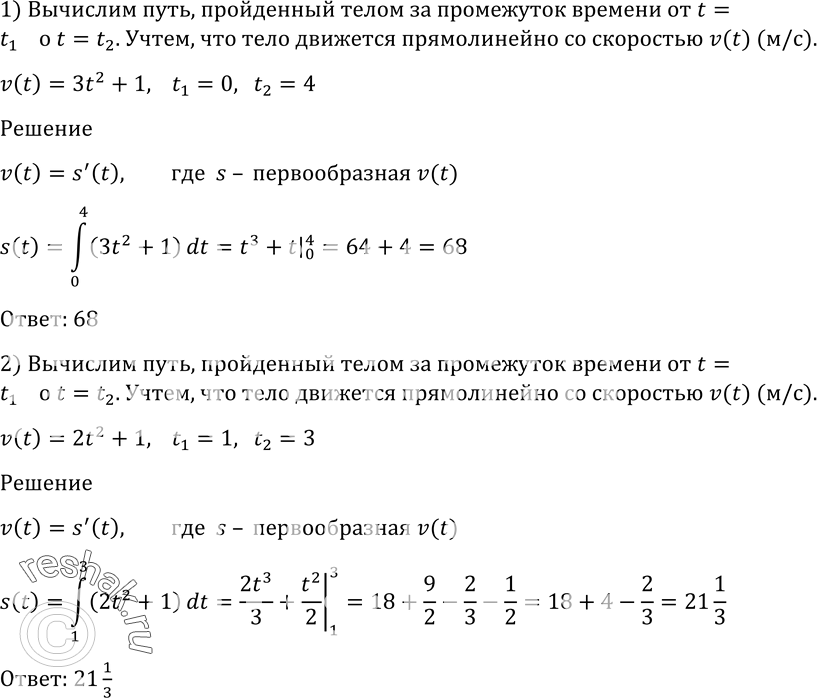 1) Вычислим путь, пройденный телом за промежуток времени от t =
t₁ о t = t₂. Учтем, что тело движется прямолинейно со скоростью v(t) (м/с).
v(t) = 3t² + 1, t₁ = 0, t₂ = 4
Решение
v(t) = s′(t), где s – первообразная v(t)
s(t) = ∫₀⁴ (3t² + 1) dt = t³ + t|₀⁴ = 64 + 4 = 68
Ответ: 68
2) Вычислим путь, пройденный телом за промежуток времени от t =
t₁ о t = t₂. Учтем, что тело движется прямолинейно со скоростью v(t) (м/с).
v(t) = 2t² + 1, t₁ = 1, t₂ = 3
Решение
v(t) = s′(t), где s – первообразная v(t)
s(t) = ∫₁³ (2t² + 1) dt = 2t³/3 + t²/2 |₁³ = 18 + 9/2 − 2/3 − 1/2 = 18 + 4 − 2/3 = 21 1/3
Ответ: 21 1/3
© reshak.ru